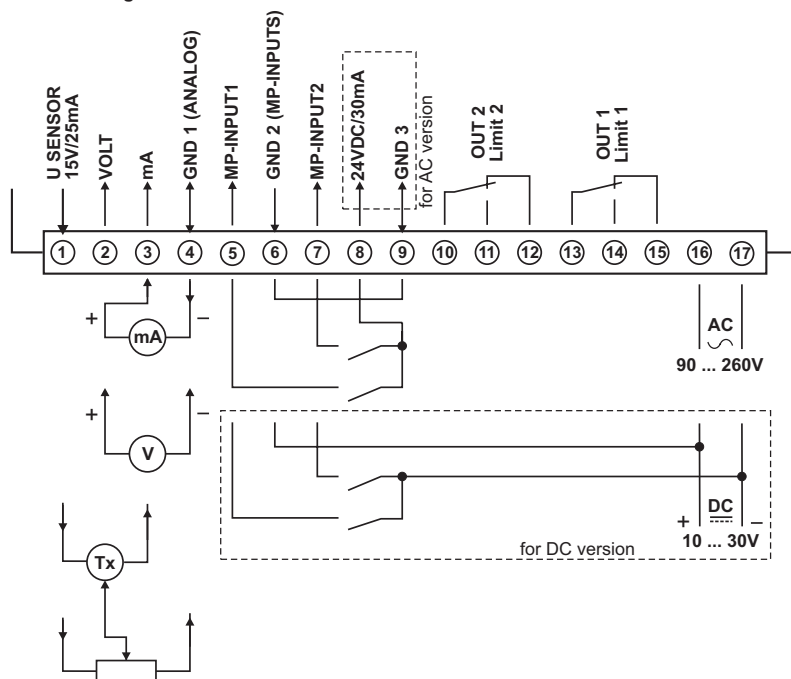 U SENSOR
15V/25mA
VOLT
mA
GND 1 (ANALOG)
MP-INPUT1
GND 2 (MP-INPUTS)
MP-INPUT2
24VDC/30mA
GND 3
for AC version
OUT 2
Limit 2
OUT 1
Limit 1
1 2 3 4 5 6 7 8 9 10 11 12 13 14 15 16 17
+ mA –
AC
90 ... 260V
+ V –
+ DC –
10 ... 30V
for DC version
Tx